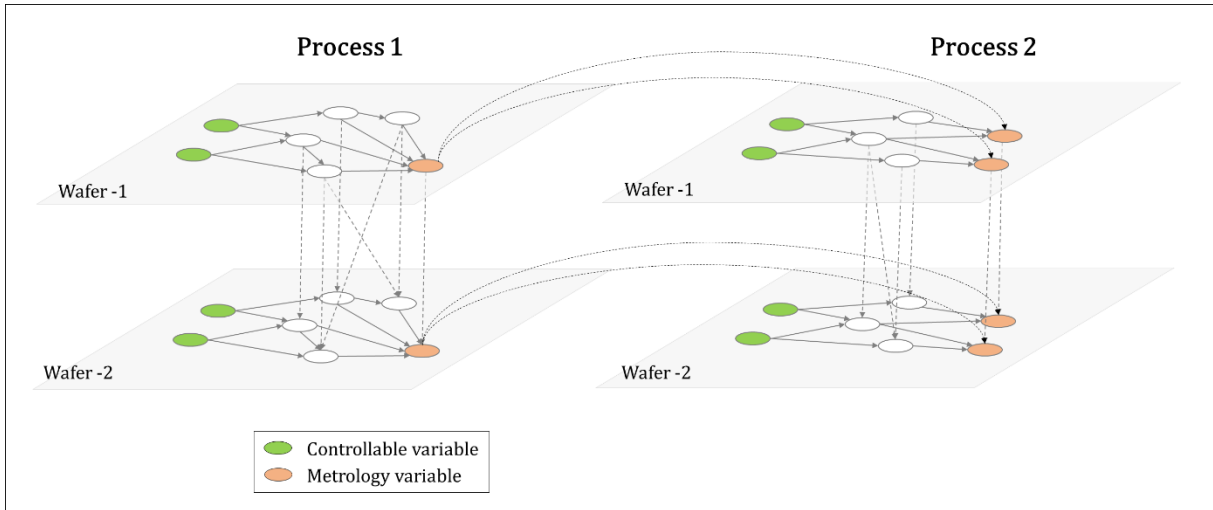 Process 1
Process 2
Wafer -1
Wafer -1
Wafer -2
Wafer -2
Controllable variable
Metrology variable